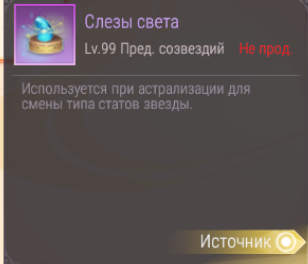 Слезы света
Lv.99 Пред. созвездий Не прод.
Используется при астрализации для
смены типа статов звезды.
Источник